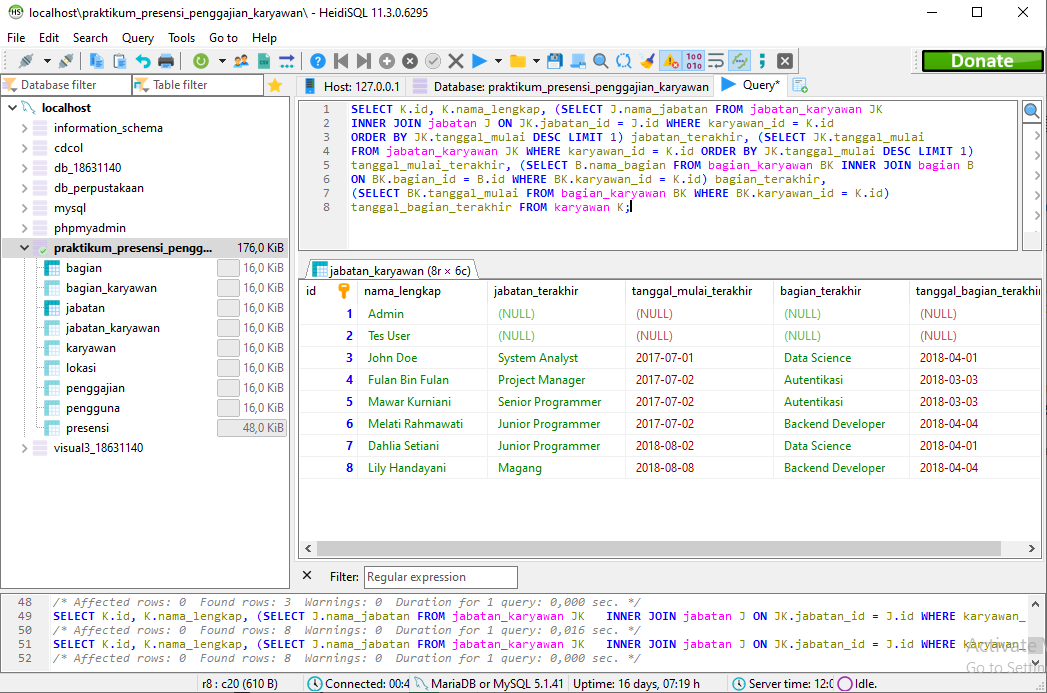 localhost\praktikum_presensi_penggajian_karyawan\ - HeidiSQL 11.3.0.6295
File Edit Search Query Tools Go to Help
Donate
Database filter Table filter
Host: 127.0.0.1 Database: praktikum_presensi_penggajian_karyawan Query*
localhost
information_schema
cdcol
db_18631140
db_perpustakaan
mysql
phpmyadmin
praktikum_presensi_pengg... 176,0 KiB
bagian 16,0 KiB
bagian_karyawan 16,0 KiB
jabatan 16,0 KiB
jabatan_karyawan 16,0 KiB
karyawan 16,0 KiB
lokasi 16,0 KiB
penggajian 16,0 KiB
pengguna 16,0 KiB
presensi 48,0 KiB
visual3_18631140
1 SELECT K.id, K.nama_lengkap, (SELECT J.nama_jabatan FROM jabatan_karyawan JK
2 INNER JOIN jabatan J ON JK.jabatan_id = J.id WHERE karyawan_id = K.id
3 ORDER BY JK.tanggal_mulai DESC LIMIT 1) jabatan_terakhir, (SELECT JK.tanggal_mulai
4 FROM jabatan_karyawan JK WHERE karyawan_id = K.id ORDER BY JK.tanggal_mulai DESC LIMIT 1)
5 tanggal_mulai_terakhir, (SELECT B.nama_bagian FROM bagian_karyawan BK INNER JOIN bagian B
6 ON BK.bagian_id = B.id WHERE BK.karyawan_id = K.id) bagian_terakhir,
7 (SELECT BK.tanggal_mulai FROM bagian_karyawan BK WHERE BK.karyawan_id = K.id)
8 tanggal_bagian_terakhir FROM karyawan K;
jabatan_karyawan (8r × 6c)
id nama_lengkap jabatan_terakhir tanggal_mulai_terakhir bagian_terakhir tanggal_bagian_terakhir
1 Admin (NULL) (NULL) (NULL) (NULL)
2 Tes User (NULL) (NULL) (NULL) (NULL)
3 John Doe System Analyst 2017-07-01 Data Science 2018-04-01
4 Fulan Bin Fulan Project Manager 2017-07-02 Autentikasi 2018-03-03
5 Mawar Kurniani Senior Programmer 2017-07-02 Autentikasi 2018-03-03
6 Melati Rahmawati Junior Programmer 2017-07-02 Backend Developer 2018-04-04
7 Dahlia Setiani Junior Programmer 2018-08-02 Data Science 2018-04-01
8 Lily Handayani Magang 2018-08-08 Backend Developer 2018-04-04
Filter: Regular expression
48 /* Affected rows: 0 Found rows: 3 Warnings: 0 Duration for 1 query: 0,000 sec. */
49 SELECT K.id, K.nama_lengkap, (SELECT J.nama_jabatan FROM jabatan_karyawan JK INNER JOIN jabatan J ON JK.jabatan_id = J.id WHERE karyawan_
50 /* Affected rows: 0 Found rows: 8 Warnings: 0 Duration for 1 query: 0,016 sec. */
51 SELECT K.id, K.nama_lengkap, (SELECT J.nama_jabatan FROM jabatan_karyawan JK INNER JOIN jabatan J ON JK.jabatan_id = J.id WHERE karyawan_
52 /* Affected rows: 0 Found rows: 8 Warnings: 0 Duration for 1 query: 0,000 sec. */
Activate
Go to Settin
r8 : c20 (610 B) Connected: 00:4 MariaDB or MySQL 5.1.41 Uptime: 16 days, 07:19 h Server time: 12:0 Idle.